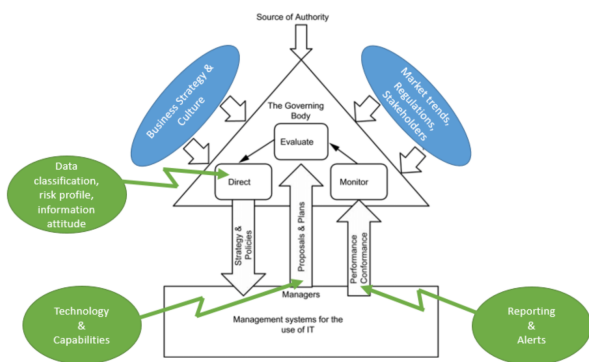 Source of Authority
Business Strategy &
Culture
Market trends,
Regulations,
Stakeholders
The Governing
Body
Evaluate
Data
classification,
risk profile,
information
attitude
Direct
Monitor
Strategy &
Policies
Proposals & Plans
Performance
Conformance
Managers
Technology
&
Capabilities
Management systems for the
use of IT
Reporting
&
Alerts